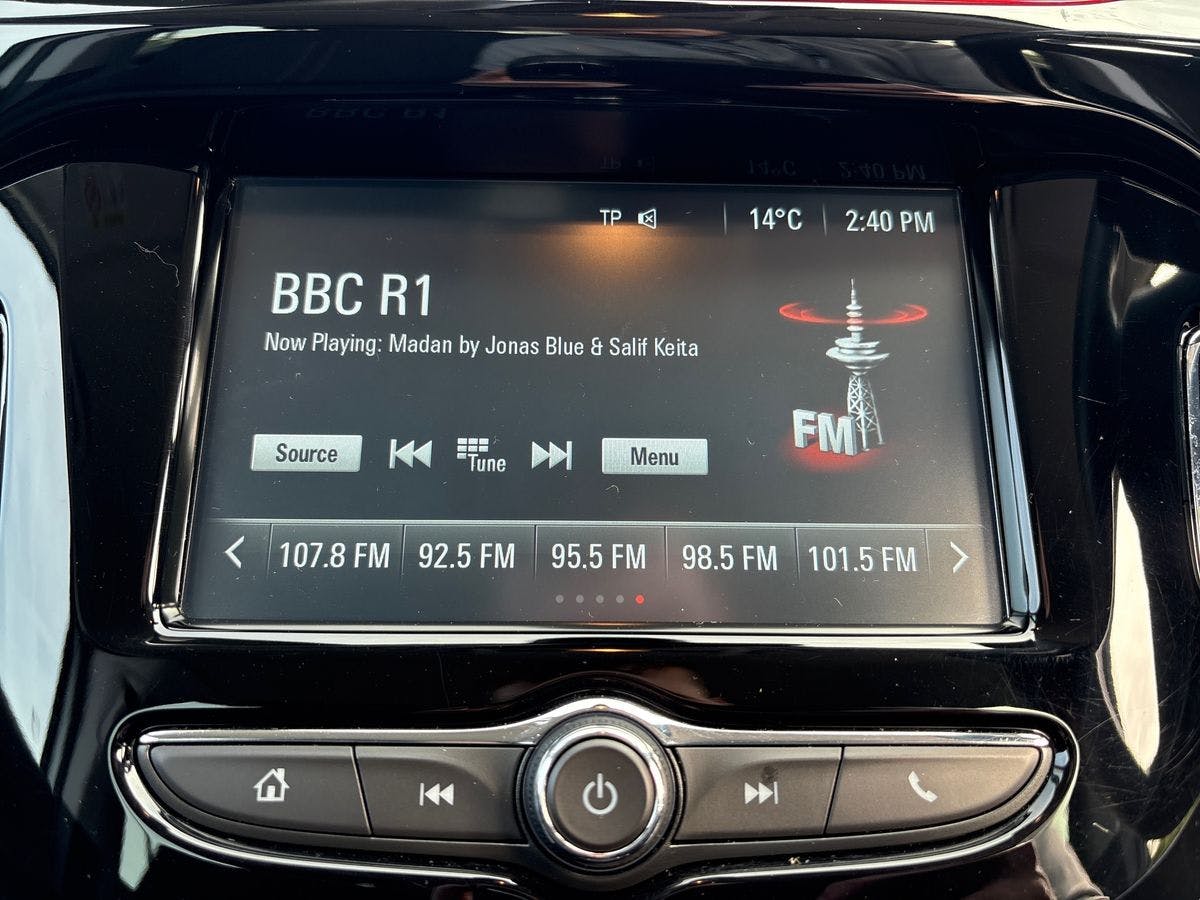 TP 14°C 2:40 PM
BBC R1
Now Playing: Madan by Jonas Blue & Salif Keita
FM
Source Tune Menu
107.8 FM 92.5 FM 95.5 FM 98.5 FM 101.5 FM